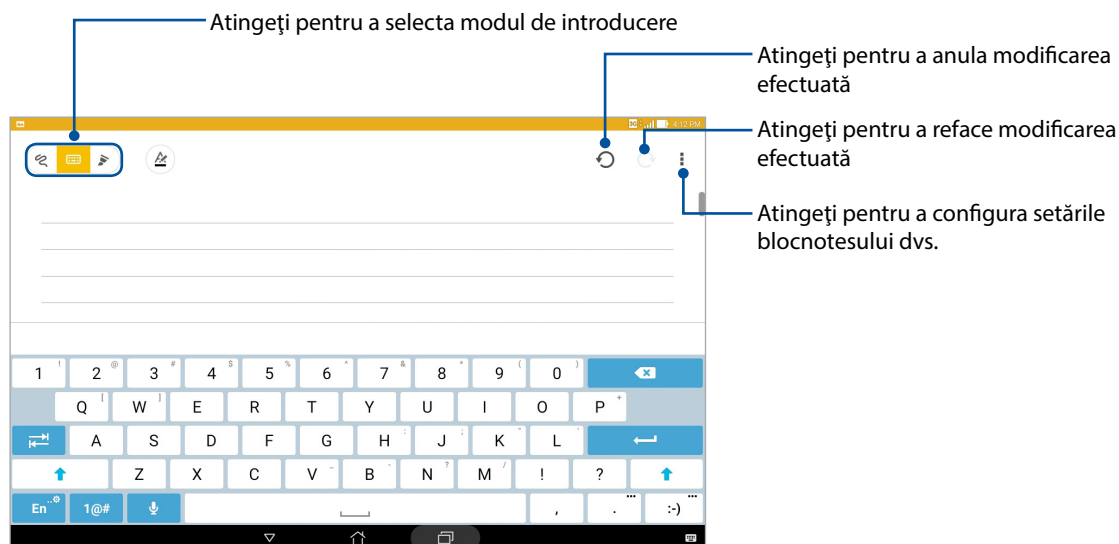 Atingeţi pentru a selecta modul de introducere
Atingeţi pentru a anula modificarea
efectuată
Atingeţi pentru a reface modificarea
efectuată
Atingeţi pentru a configura setările
blocnotesului dvs.
3G 4:12 PM
1 ! 2 @ 3 # 4 $ 5 % 6 ^ 7 & 8 * 9 ( 0 )
Q [ W ] E R T Y U I O P +
A S D F G H J K L
Z X C V B N ? M / ! ?
En 1@# , . :-)